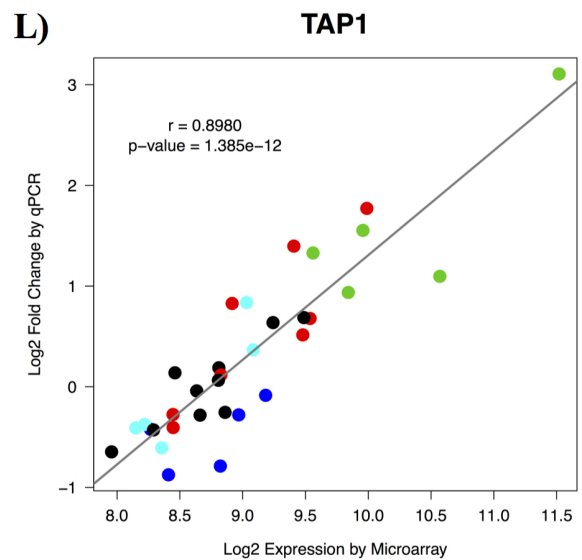 L)
TAP1
r = 0.8980
p−value = 1.385e−12
Log2 Fold Change by qPCR
3
2
1
0
−1
8.0 8.5 9.0 9.5 10.0 10.5 11.0 11.5
Log2 Expression by Microarray